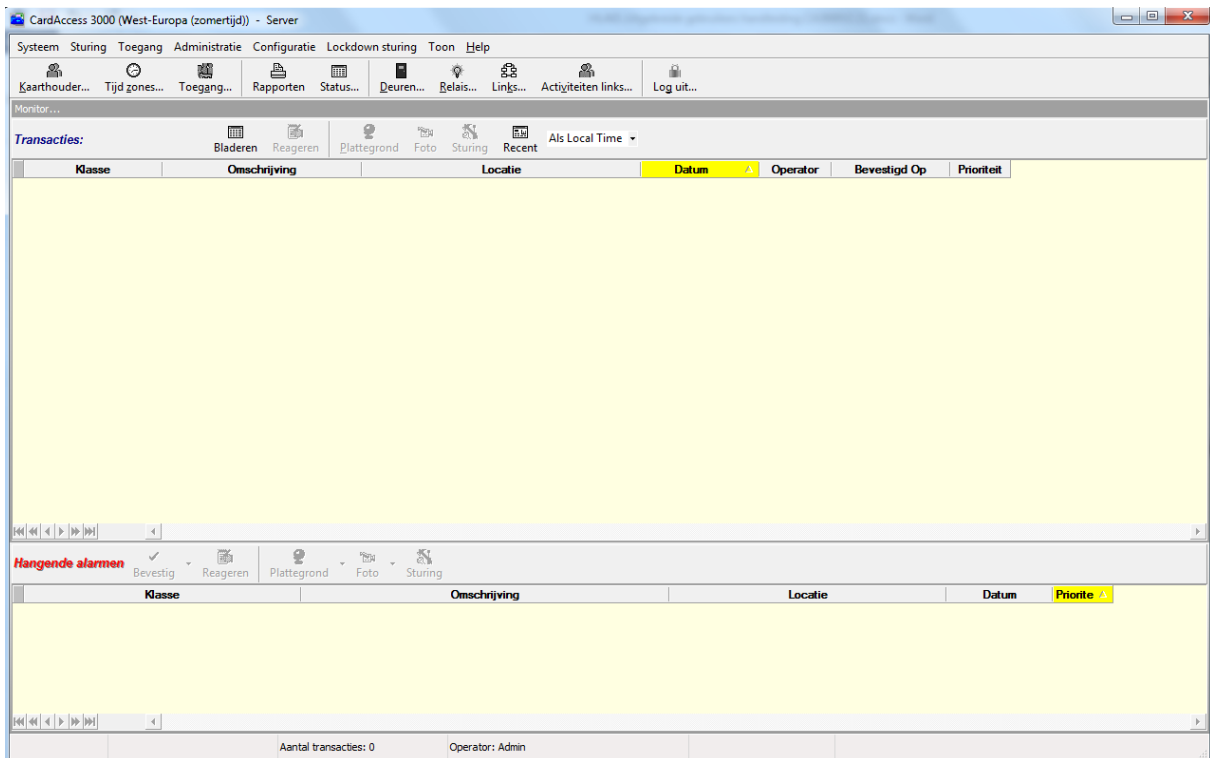 CardAccess 3000 (West-Europa (zomertijd)) - Server
Systeem Sturing Toegang Administratie Configuratie Lockdown sturing Toon Help
Kaarthouder... Tijd zones... Toegang... Rapporten Status... Deuren... Relais... Links... Activiteiten links... Log uit...
Monitor...
Transacties: Bladeren Reageren Plattegrond Foto Sturing Recent Als Local Time
Klasse Omschrijving Locatie Datum Operator Bevestigd Op Prioriteit
Hangende alarmen Bevestig Reageren Plattegrond Foto Sturing
Klasse Omschrijving Locatie Datum Priorite
Aantal transacties: 0 Operator: Admin